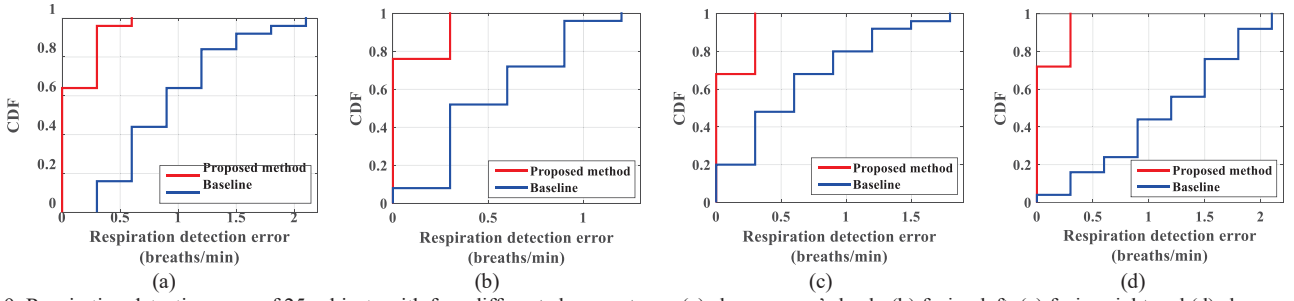 1
0.8
0.6
0.4
0.2
0
CDF
0 0.5 1 1.5 2
Proposed method
Baseline
Respiration detection error
(breaths/min)
(a)
1
0.8
0.6
0.4
0.2
0
CDF
0 0.5 1
Proposed method
Baseline
Respiration detection error
(breaths/min)
(b)
1
0.8
0.6
0.4
0.2
0
CDF
0 0.5 1 1.5
Proposed method
Baseline
Respiration detection error
(breaths/min)
(c)
1
0.8
0.6
0.4
0.2
0
CDF
0 0.5 1 1.5 2
Proposed method
Baseline
Respiration detection error
(breaths/min)
(d)